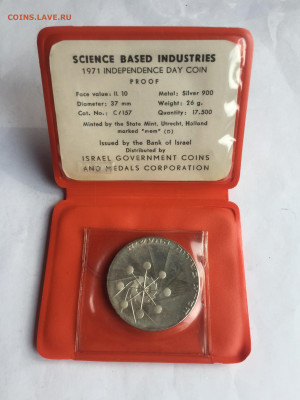 COINS.LAVE.RU
SCIENCE BASED INDUSTRIES
1971 INDEPENDENCE DAY COIN
PROOF
Face value: IL 10 Metal: Silver 900
Diameter: 37 mm Weight: 26 g.
Cat. No.: C/157 Quantity: 17.500
Minted by the State Mint, Utrecht, Holland
marked "mem" (מ)
Issued by the Bank of Israel
Distributed by
ISRAEL GOVERNMENT COINS
AND MEDALS CORPORATION